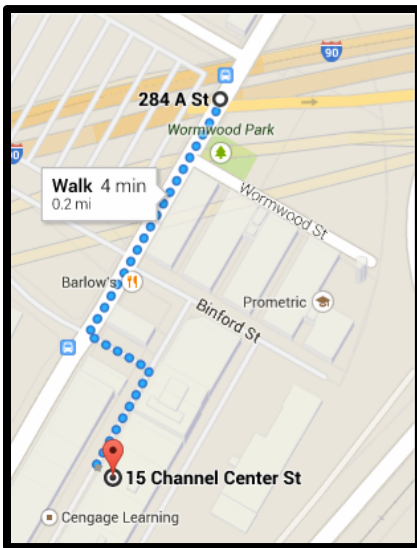 90
284 A St
Wormwood Park
0
Walk 4 min
0.2 mi
Wormwood St
Barlow's
Prometric
Binford St
15 Channel Center St
Cengage Learning